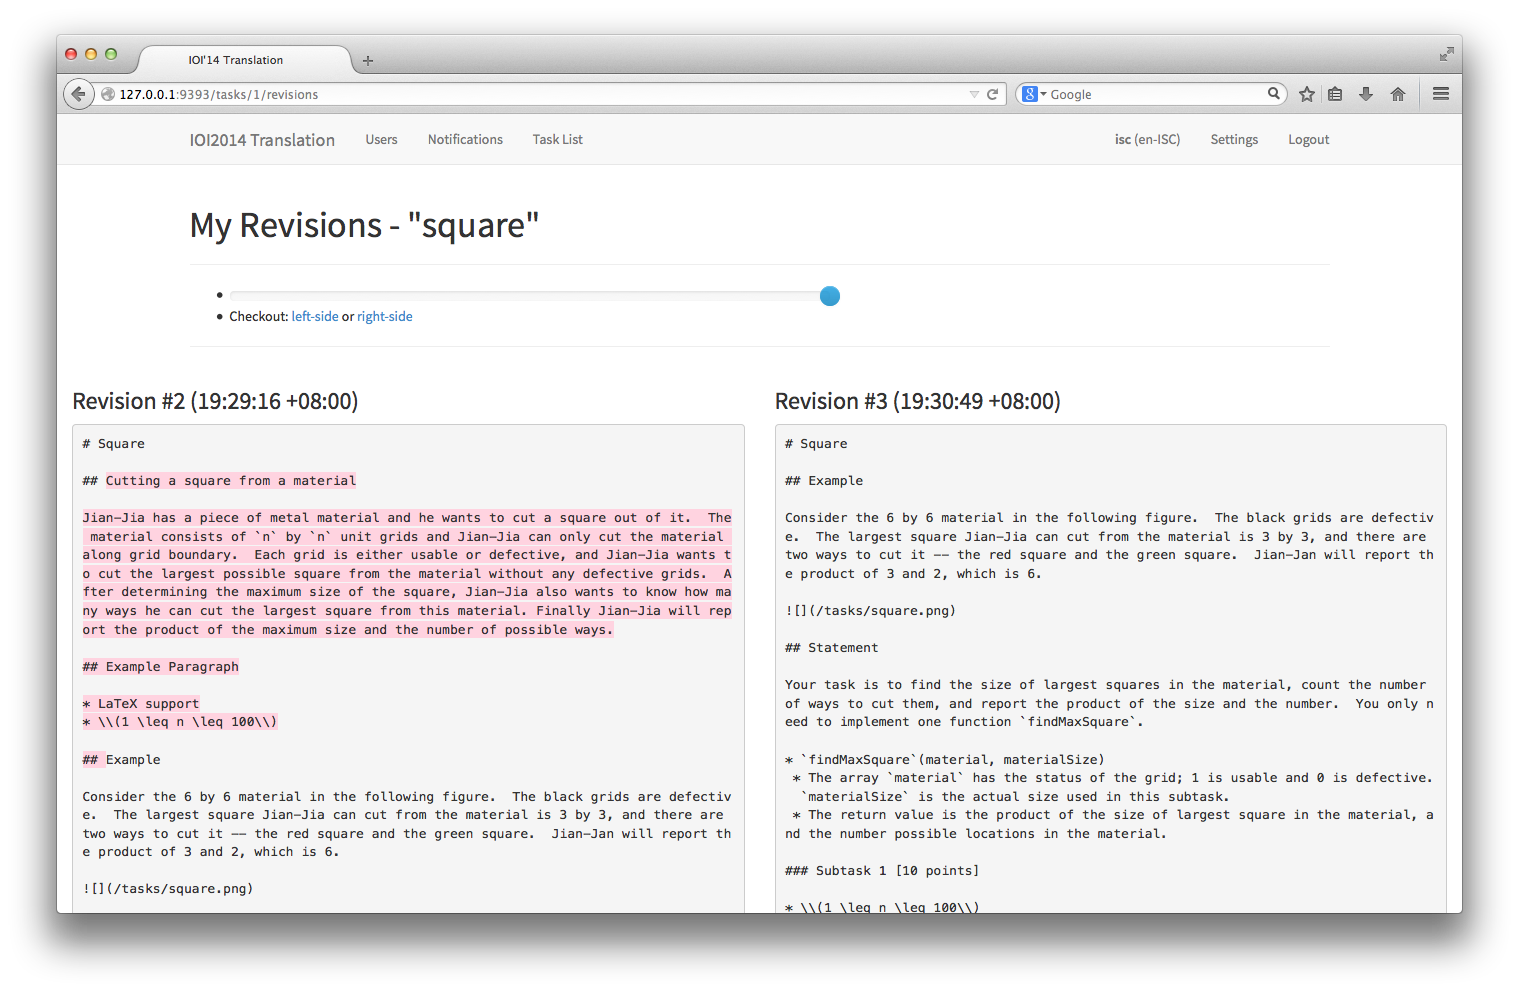 IOI'14 Translation
127.0.0.1:9393/tasks/1/revisions
Google
IOI2014 Translation Users Notifications Task List isc (en-ISC) Settings Logout
My Revisions - "square"
Checkout: left-side or right-side
Revision #2 (19:29:16 +08:00)
# Square
## Cutting a square from a material
Jian-Jia has a piece of metal material and he wants to cut a square out of it.  The
 material consists of `n` by `n` unit grids and Jian-Jia can only cut the material
along grid boundary.  Each grid is either usable or defective, and Jian-Jia wants t
o cut the largest possible square from the material without any defective grids.  A
fter determining the maximum size of the square, Jian-Jia also wants to know how ma
ny ways he can cut the largest square from this material. Finally Jian-Jia will rep
ort the product of the maximum size and the number of possible ways.
## Example Paragraph
* LaTeX support
* \\(1 \leq n \leq 100\\)
## Example
Consider the 6 by 6 material in the following figure.  The black grids are defectiv
e.  The largest square Jian-Jia can cut from the material is 3 by 3, and there are
two ways to cut it -- the red square and the green square.  Jian-Jan will report th
e product of 3 and 2, which is 6.
![](/tasks/square.png)
Revision #3 (19:30:49 +08:00)
# Square
## Example
Consider the 6 by 6 material in the following figure.  The black grids are defectiv
e.  The largest square Jian-Jia can cut from the material is 3 by 3, and there are
two ways to cut it -- the red square and the green square.  Jian-Jan will report th
e product of 3 and 2, which is 6.
![](/tasks/square.png)
## Statement
Your task is to find the size of largest squares in the material, count the number
of ways to cut them, and report the product of the size and the number.  You only n
eed to implement one function `findMaxSquare`.
* `findMaxSquare`(material, materialSize)
 * The array `material` has the status of the grid; 1 is usable and 0 is defective.
  `materialSize` is the actual size used in this subtask.
 * The return value is the product of the size of largest square in the material, a
nd the number possible locations in the material.
### Subtask 1 [10 points]
* \\(1 \leq n \leq 100\\)